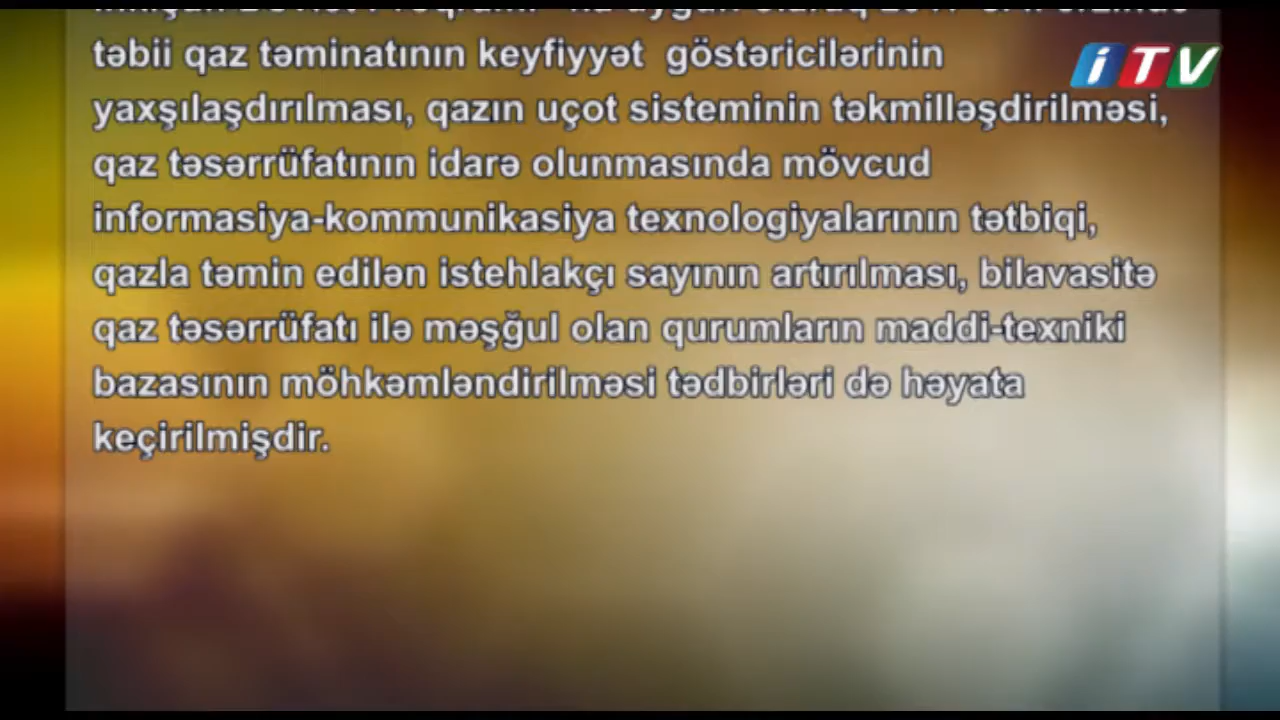 təbii qaz təminatının keyfiyyət göstəricilərinin
yaxşılaşdırılması, qazın uçot sisteminin təkmilləşdirilməsi,
qaz təsərrüfatının idarə olunmasında mövcud
informasiya-kommunikasiya texnologiyalarının tətbiqi,
qazla təmin edilən istehlakçı sayının artırılması, bilavasitə
qaz təsərrüfatı ilə məşğul olan qurumların maddi-texniki
bazasının möhkəmləndirilməsi tədbirləri də həyata
keçirilmişdir.
iTV